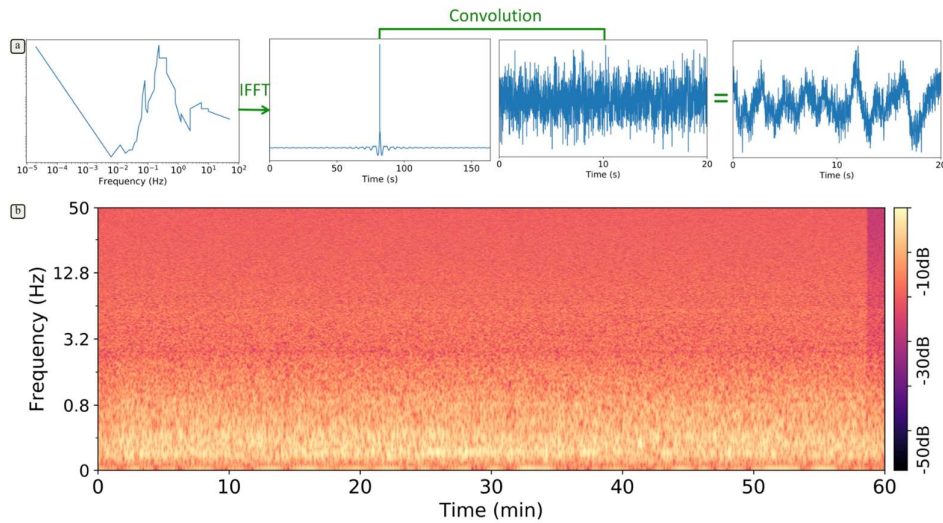 Convolution
a
IFFT
=
10⁻⁵ 10⁻⁴ 10⁻³ 10⁻² 10⁻¹ 10⁰ 10¹ 10²
Frequency (Hz)
0 50 100 150
Time (s)
0 10 20
Time (s)
0 10 20
Time (s)
b
50
12.8
3.2
0.8
0
Frequency (Hz)
0 10 20 30 40 50 60
Time (min)
-10dB
-30dB
-50dB